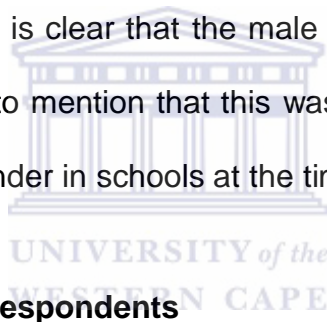 is clear that the male
to mention that this was
nder in schools at the ti
UNIVERSITY of the
WESTERN CAPE
espondents